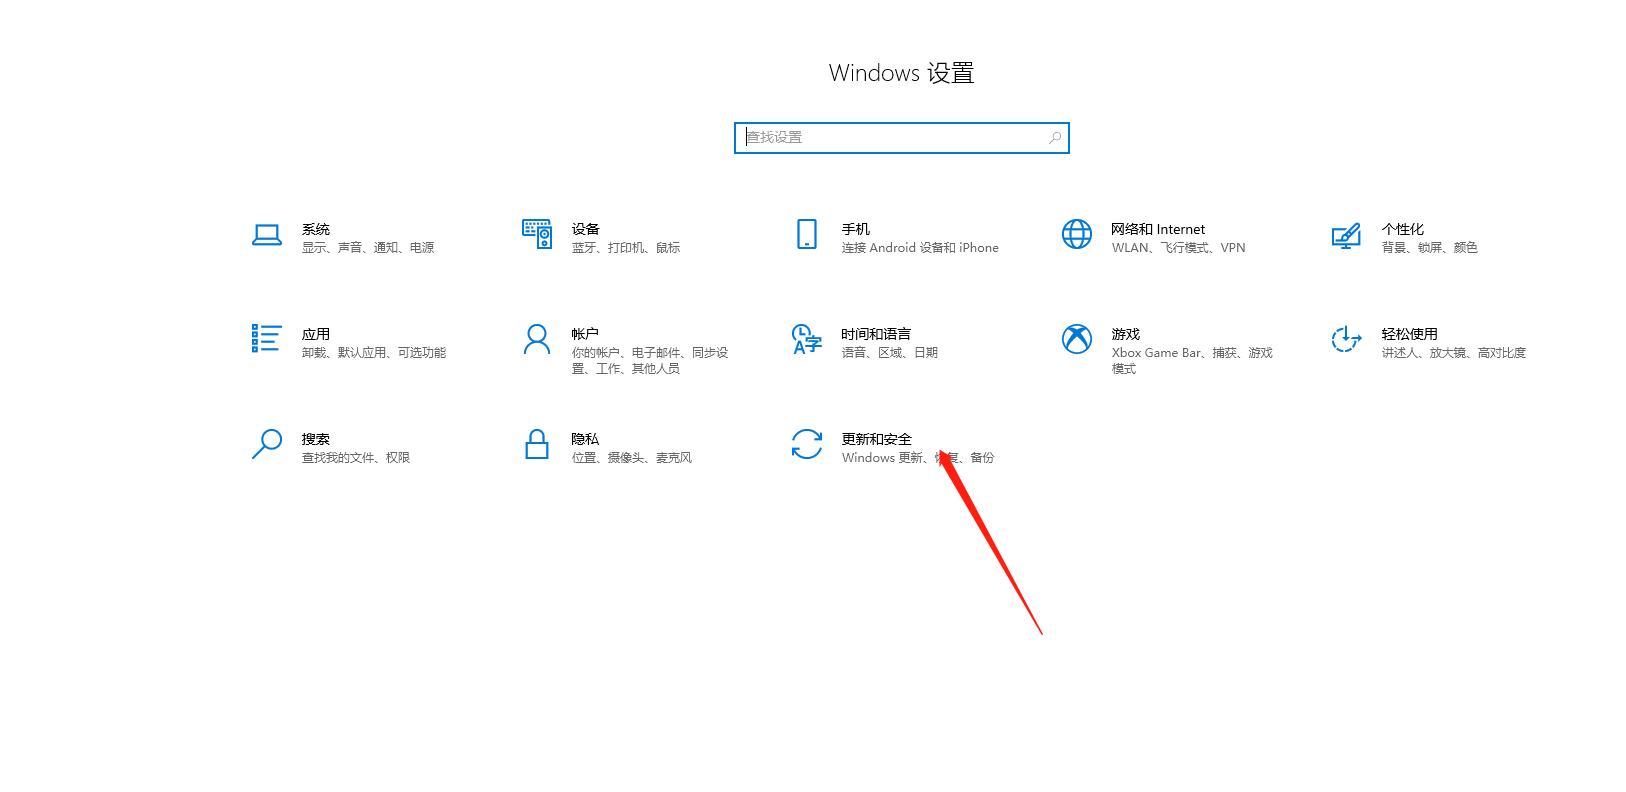 Windows 设置
查找设置
系统
显示、声音、通知、电源
设备
蓝牙、打印机、鼠标
手机
连接 Android 设备和 iPhone
网络和 Internet
WLAN、飞行模式、VPN
个性化
背景、锁屏、颜色
应用
卸载、默认应用、可选功能
帐户
你的帐户、电子邮件、同步设
置、工作、其他人员
时间和语言
语音、区域、日期
游戏
Xbox Game Bar、捕获、游戏
模式
轻松使用
讲述人、放大镜、高对比度
搜索
查找我的文件、权限
隐私
位置、摄像头、麦克风
更新和安全
Windows 更新、恢复、备份